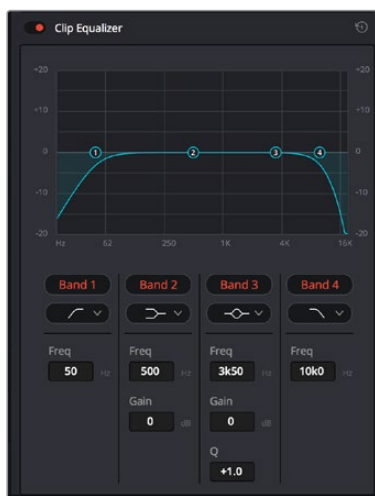 Clip Equalizer
+20 +20
+10 +10
0 0
-10 -10
-20 -20
Hz 62 250 1K 4K 16K
1 2 3 4
Band 1 Band 2 Band 3 Band 4
Freq Freq Freq Freq
50 Hz 500 Hz 3k50 Hz 10k0 Hz
Gain Gain
0 dB 0 dB
Q
+1.0